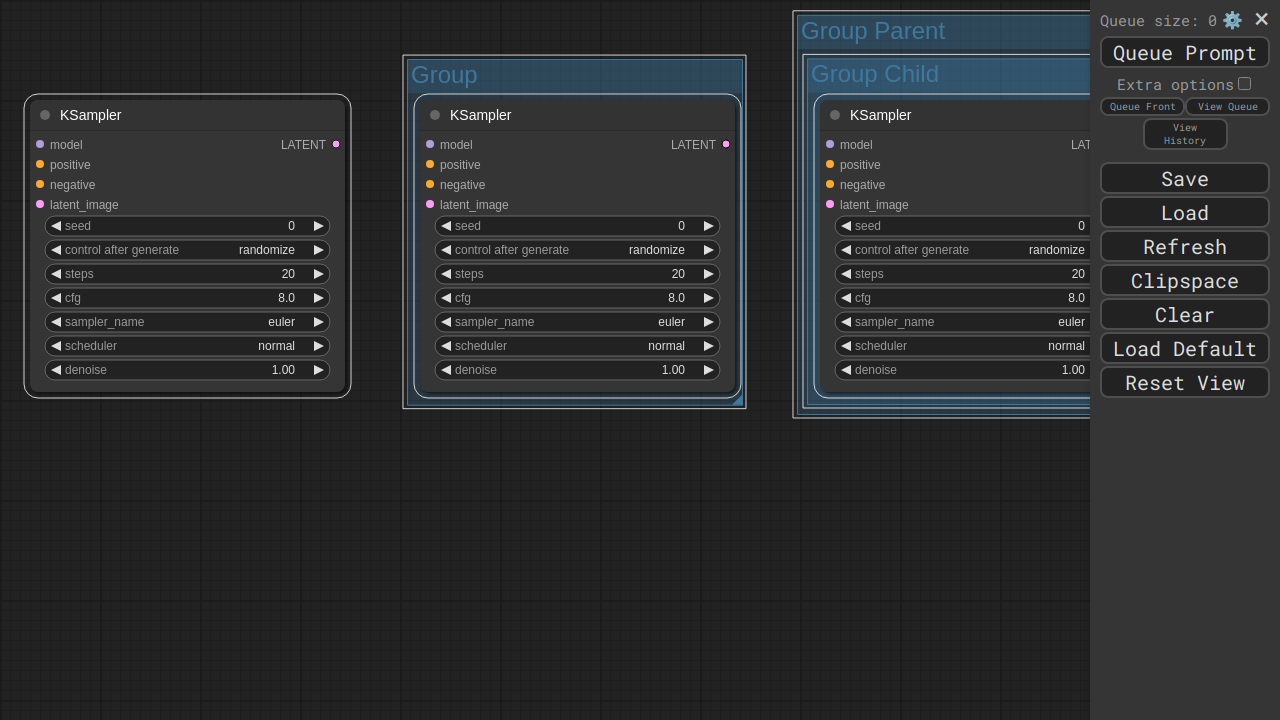 Group Parent
Queue size: 0
Group
Group Child
Queue Prompt
Extra options
Queue Front
View Queue
View History
KSampler
model
LATENT
positive
negative
latent_image
seed 0
control after generate randomize
steps 20
cfg 8.0
sampler_name euler
scheduler normal
denoise 1.00
KSampler
model
LATENT
positive
negative
latent_image
seed 0
control after generate randomize
steps 20
cfg 8.0
sampler_name euler
scheduler normal
denoise 1.00
KSampler
model
LAT
positive
negative
latent_image
seed 0
control after generate randomize
steps 20
cfg 8.0
sampler_name euler
scheduler normal
denoise 1.00
Save
Load
Refresh
Clipspace
Clear
Load Default
Reset View